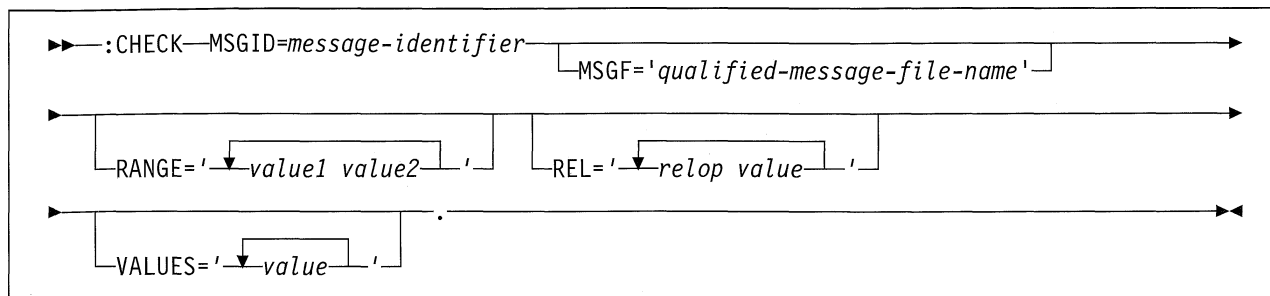 :CHECK MSGID=message-identifier
MSGF='qualified-message-file-name'
RANGE=' value1 value2 '
REL=' relop value '
.
VALUES=' value '